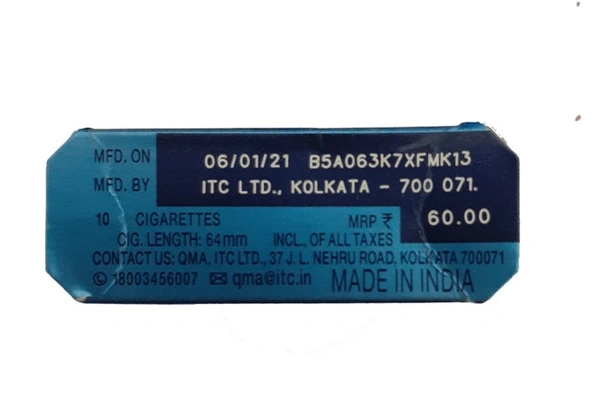 MFD. ON 06/01/21 B5A063K7XFMK13
MFD. BY ITC LTD., KOLKATA - 700 071.
10 CIGARETTES MRP ₹ 60.00
CIG. LENGTH: 64mm INCL., OF ALL TAXES
CONTACT US: QMA, ITC LTD., 37 J. L. NEHRU ROAD, KOLKATA 700071
18003456007 qma@itc.in MADE IN INDIA